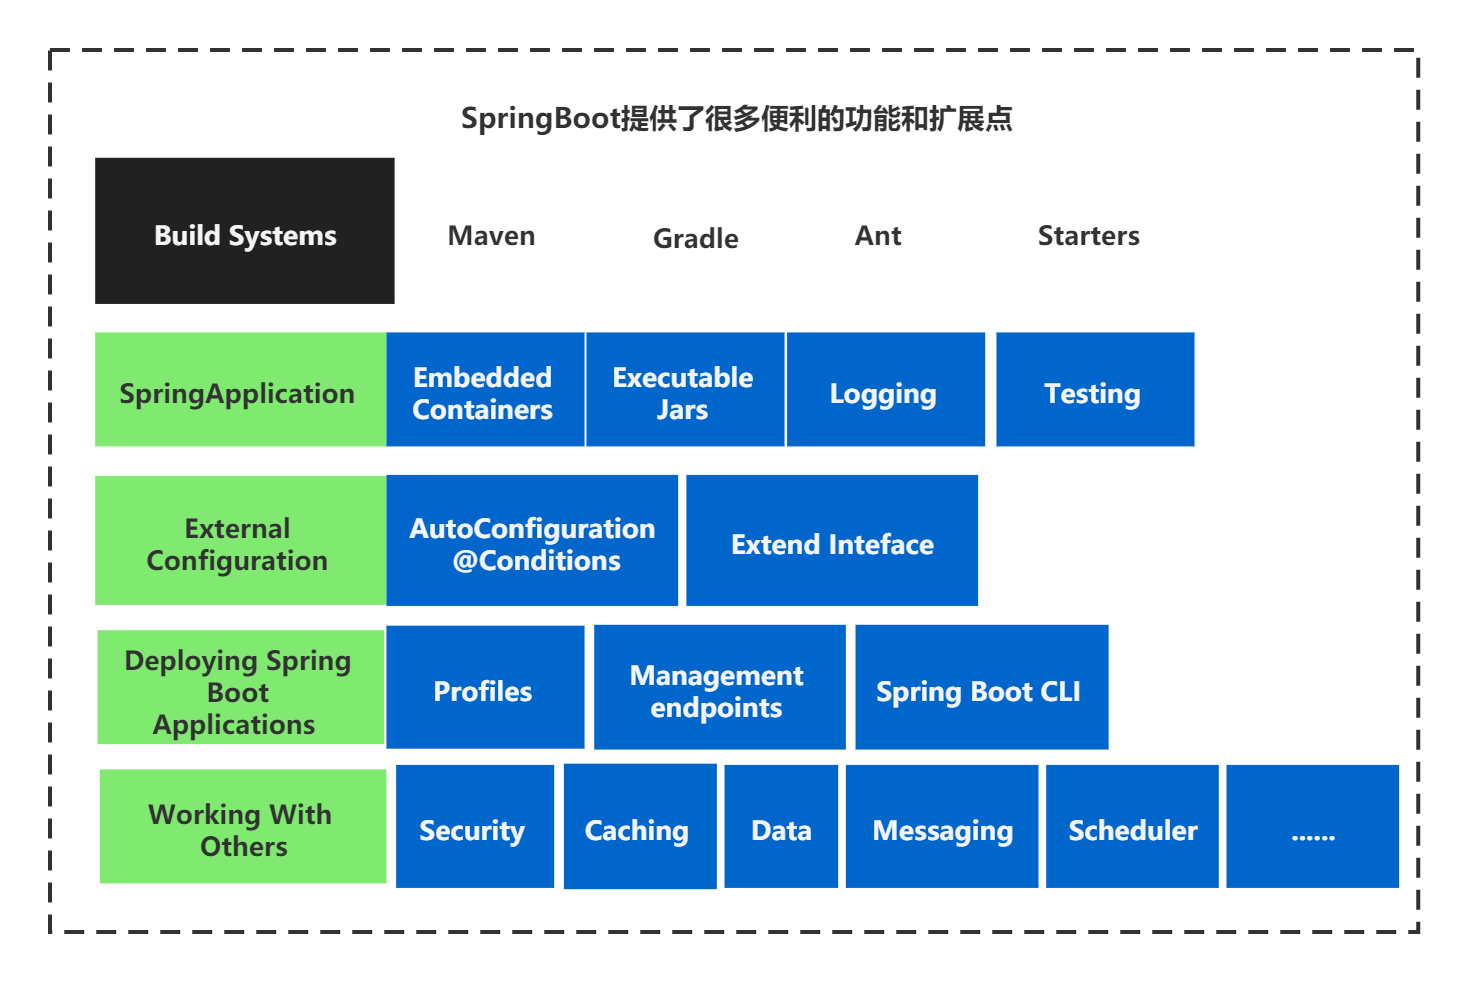 SpringBoot提供了很多便利的功能和扩展点
Build Systems
Maven
Gradle
Ant
Starters
SpringApplication
Embedded
Containers
Executable
Jars
Logging
Testing
External
Configuration
AutoConfiguration
@Conditions
Extend Inteface
Deploying Spring
Boot
Applications
Profiles
Management
endpoints
Spring Boot CLI
Working With
Others
Security
Caching
Data
Messaging
Scheduler
......